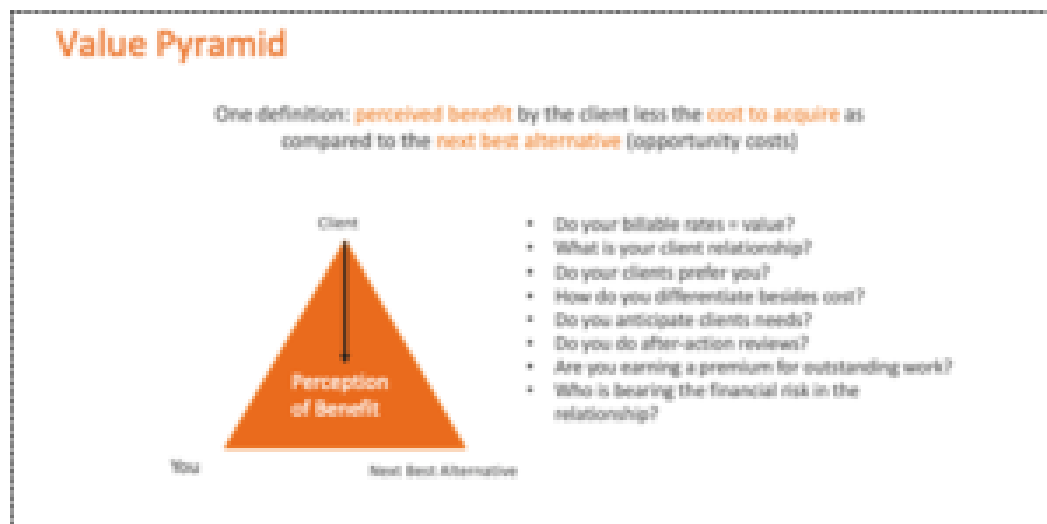 Value Pyramid
One definition: perceived benefit by the client less the cost to acquire as
compared to the next best alternative (opportunity costs)
Client
Perception
of Benefit
You
Next Best Alternative
• Do your billable rates = value?
• What is your client relationship?
• Do your clients prefer you?
• How do you differentiate besides cost?
• Do you anticipate clients needs?
• Do you do after-action reviews?
• Are you earning a premium for outstanding work?
• Who is bearing the financial risk in the
relationship?